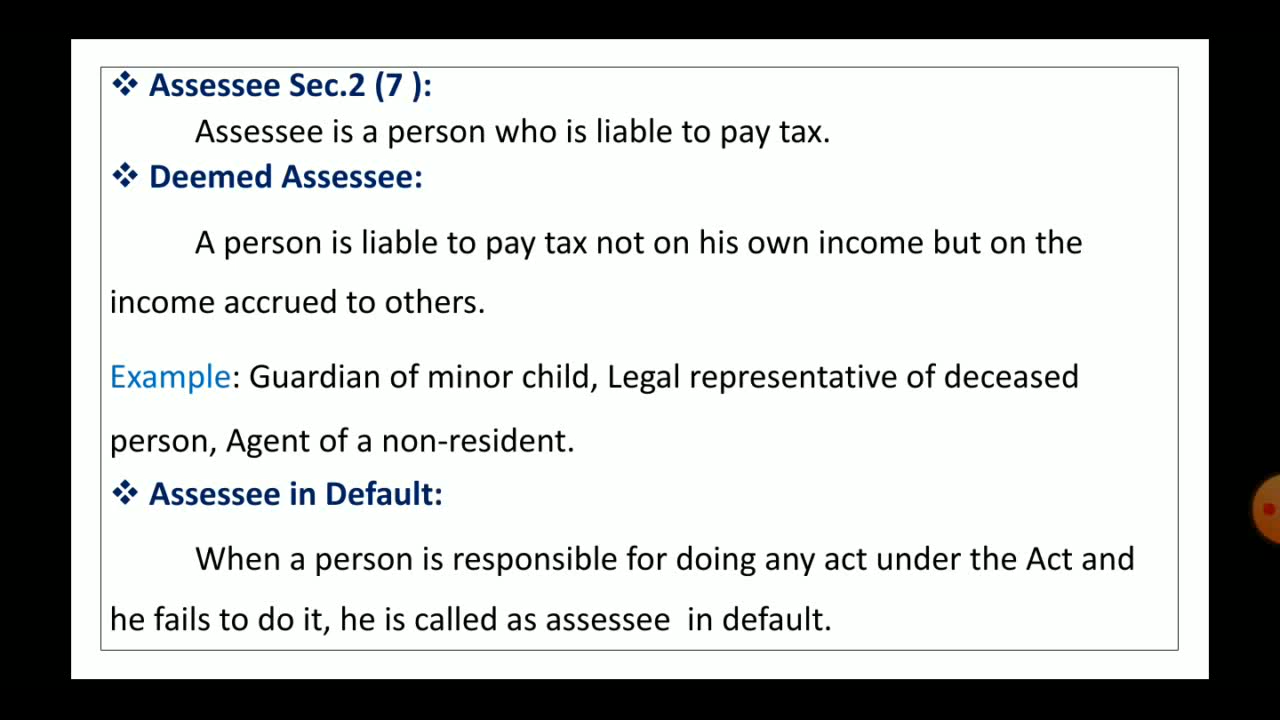 ❖ Assessee Sec.2 (7 ):
Assessee is a person who is liable to pay tax.
❖ Deemed Assessee:
A person is liable to pay tax not on his own income but on the
income accrued to others.
Example: Guardian of minor child, Legal representative of deceased
person, Agent of a non-resident.
❖ Assessee in Default:
When a person is responsible for doing any act under the Act and
he fails to do it, he is called as assessee  in default.